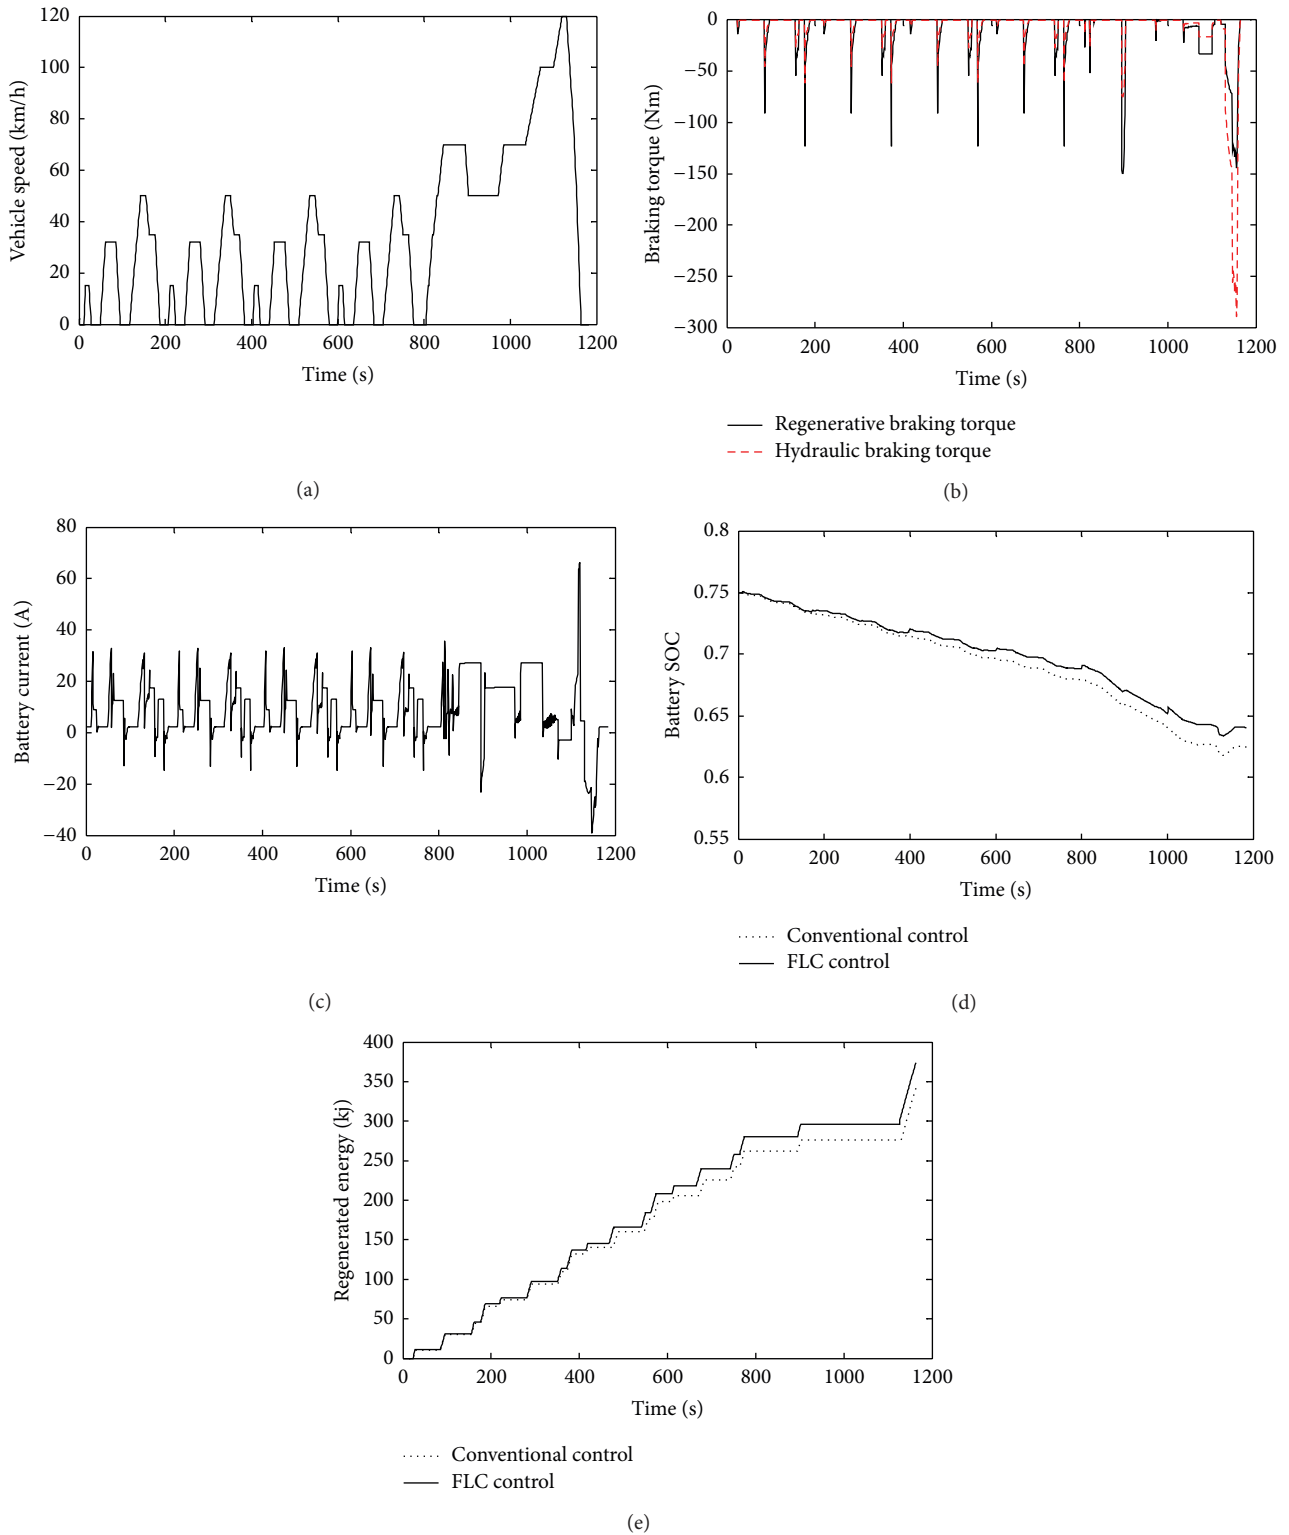 120
100
80
60
40
20
0
Vehicle speed (km/h)
0 200 400 600 800 1000 1200
Time (s)
(a)
0
−50
−100
−150
−200
−250
−300
Braking torque (Nm)
0 200 400 600 800 1000 1200
Time (s)
Regenerative braking torque
Hydraulic braking torque
(b)
80
60
40
20
0
−20
−40
Battery current (A)
0 200 400 600 800 1000 1200
Time (s)
(c)
0.8
0.75
0.7
0.65
0.6
0.55
Battery SOC
0 200 400 600 800 1000 1200
Time (s)
Conventional control
FLC control
(d)
400
350
300
250
200
150
100
50
0
Regenerated energy (kj)
0 200 400 600 800 1000 1200
Time (s)
Conventional control
FLC control
(e)